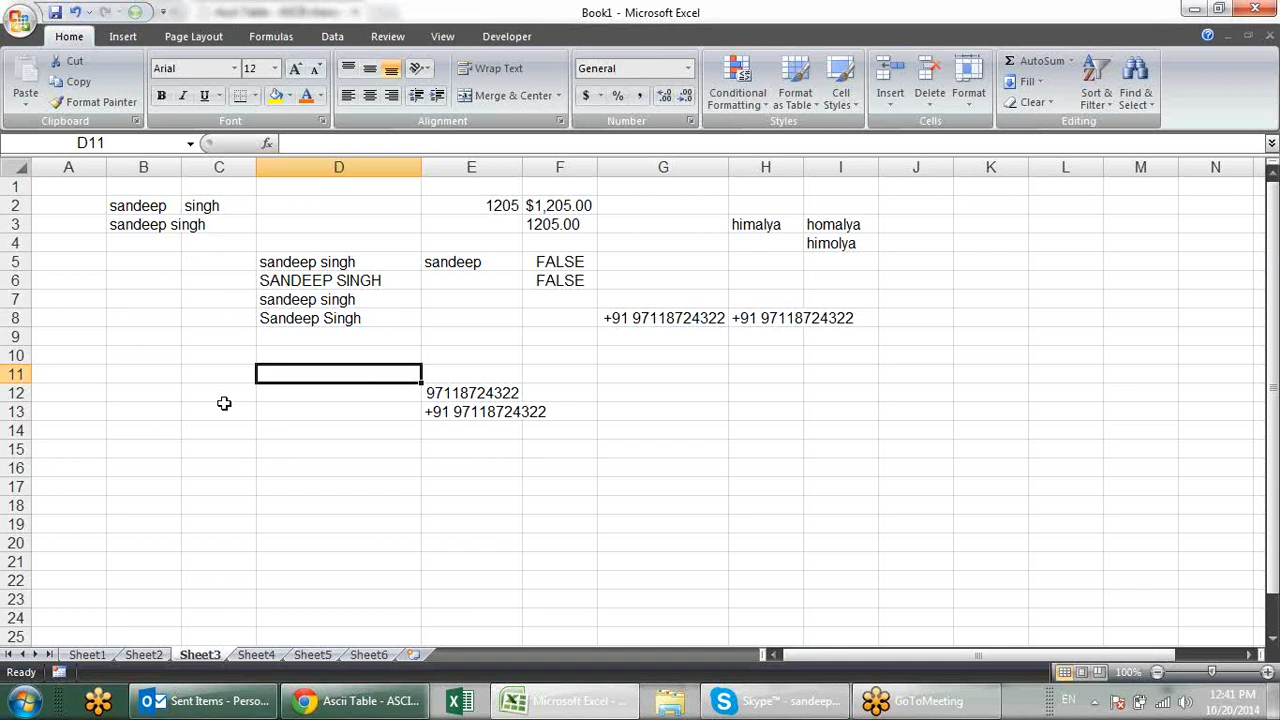 Book1 - Microsoft Excel
Home Insert Page Layout Formulas Data Review View Developer
Paste
Cut
Copy
Format Painter
Clipboard
Arial 12
B I U
A
Font
Wrap Text
Merge & Center
Alignment
General
$ % ,
Number
Conditional Formatting
Format as Table
Cell Styles
Styles
Insert Delete Format
Cells
Σ AutoSum
Fill
Clear
Sort & Filter
Find & Select
Editing
D11 fx
A B C D E F G H I J K L M N
1
2 sandeep singh 1205 $1,205.00
3 sandeep singh 1205.00 himalya homalya
4 himolya
5 sandeep singh sandeep FALSE
6 SANDEEP SINGH FALSE
7 sandeep singh
8 Sandeep Singh +91 97118724322 +91 97118724322
9
10
11
12 97118724322
13 +91 97118724322
14
15
16
17
18
19
20
21
22
23
24
25
Sheet1 Sheet2 Sheet3 Sheet4 Sheet5 Sheet6
Ready 100%
Sent Items - Perso... Ascii Table - ASCI... Microsoft Excel - ... Skype™ - sandeep... GoToMeeting EN 12:41 PM
10/20/2014